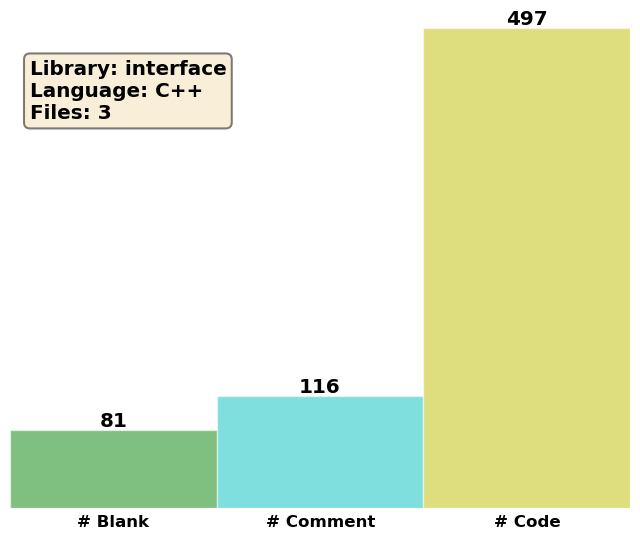 497
Library: interface
Language: C++
Files: 3
116
81
# Blank
# Comment
# Code